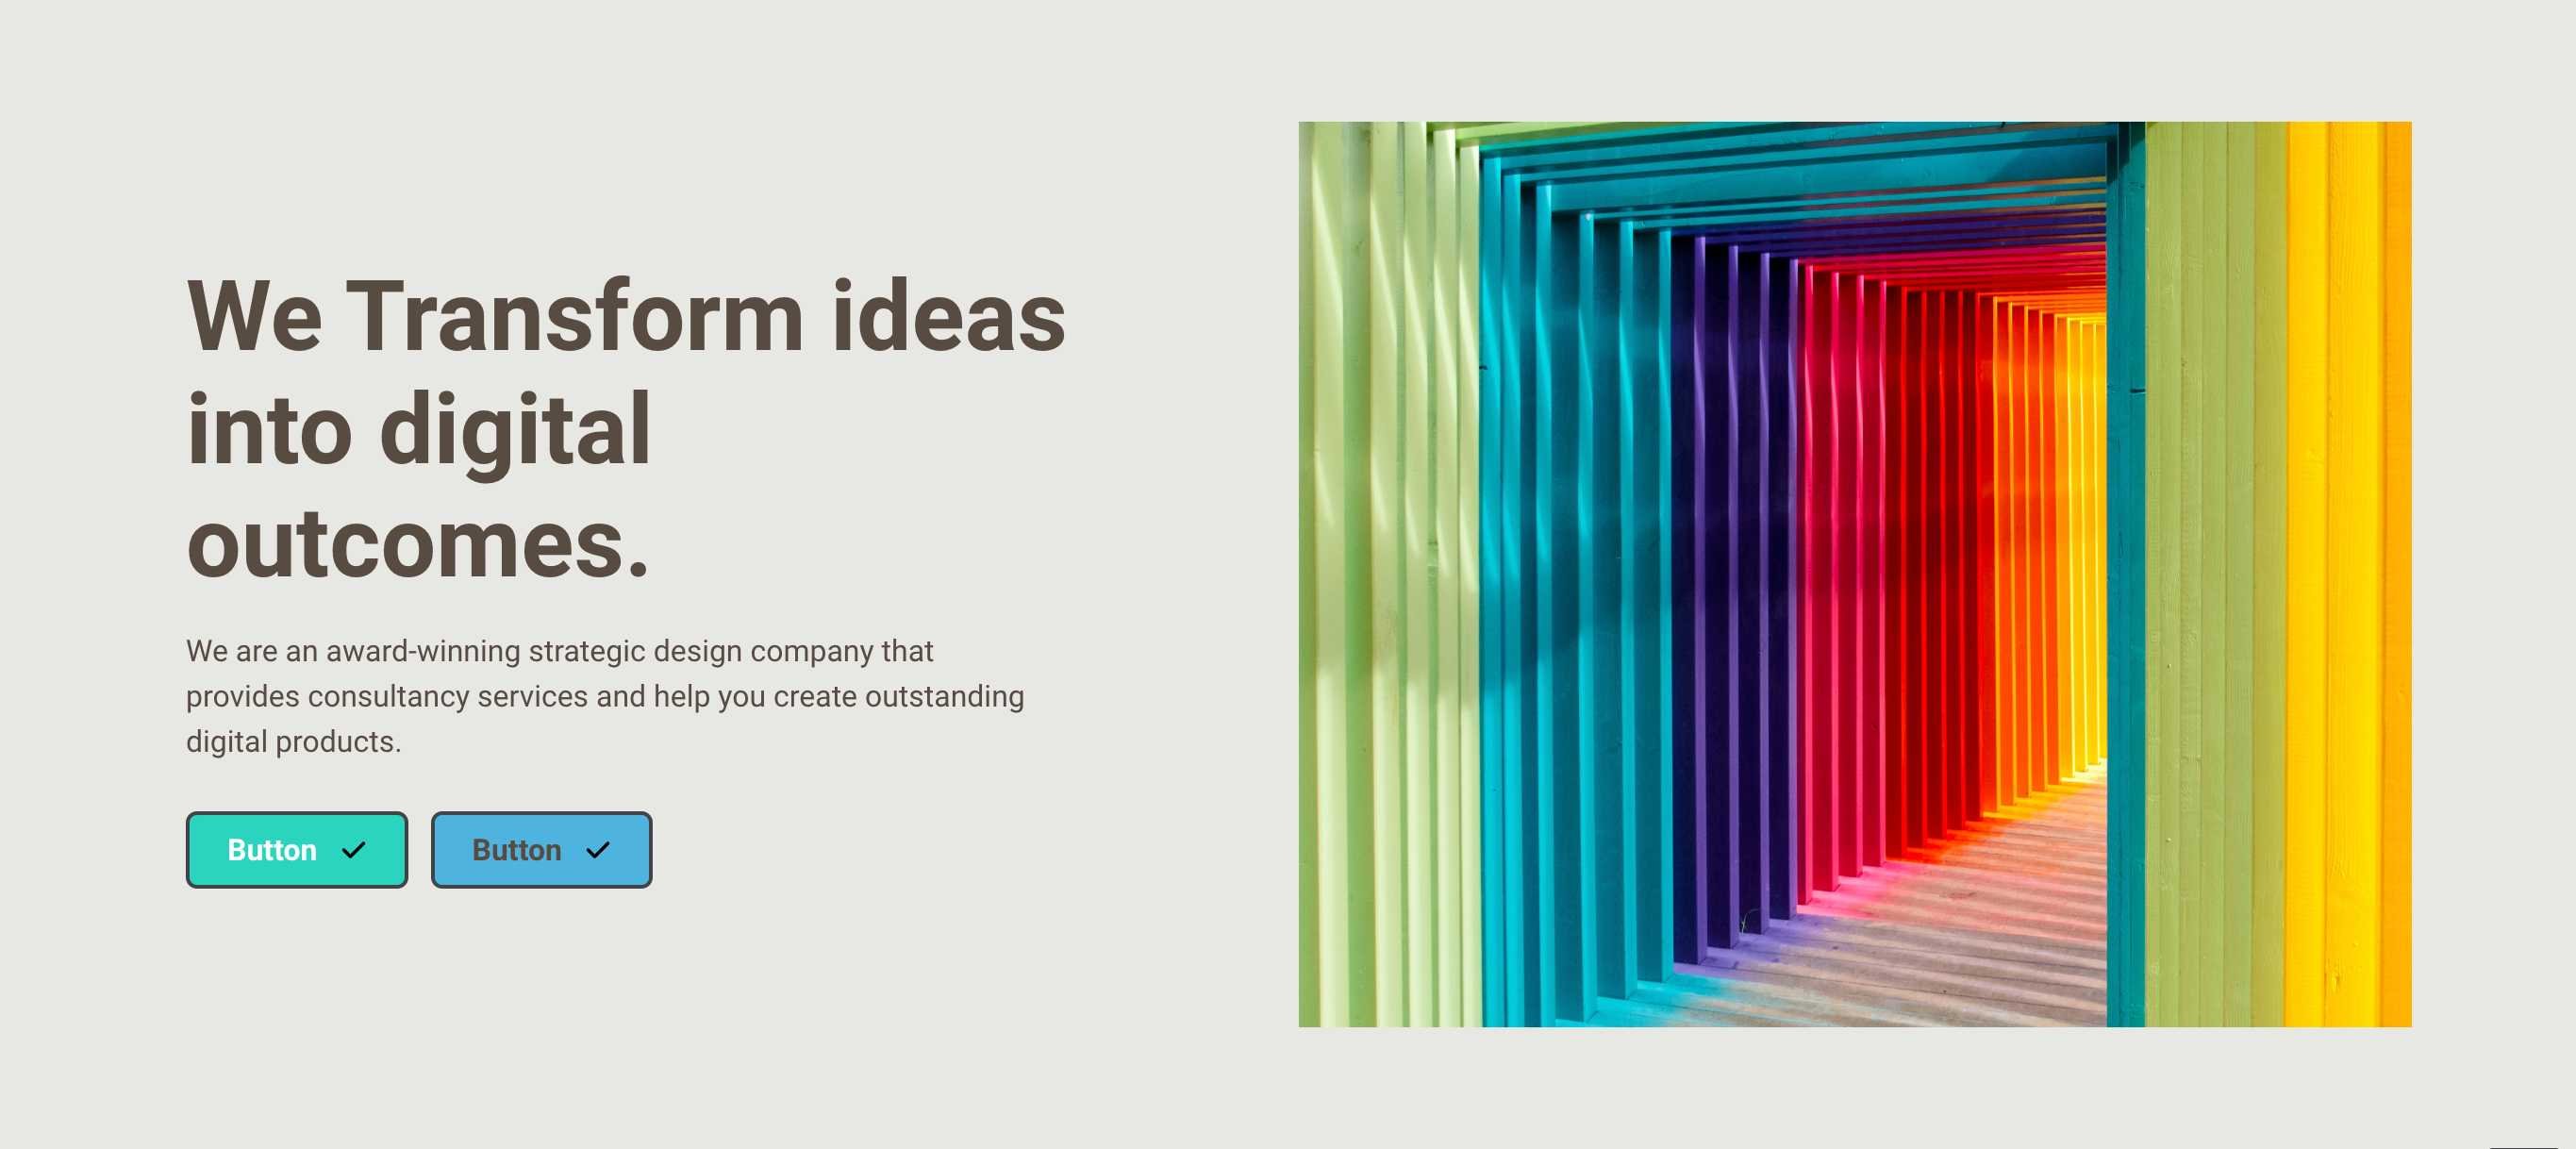 We Transform ideas
into digital
outcomes.
We are an award-winning strategic design company that
provides consultancy services and help you create outstanding
digital products.
Button
Button